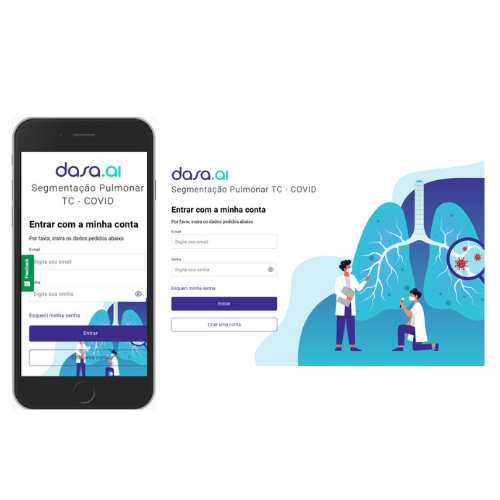 dasa.ai
Segmentação Pulmonar
TC - COVID
Entrar com a minha conta
Por favor, insira os dados pedidos abaixo
E-mail
Digite seu email
Feedback
Senha
Digite sua senha
Esqueci minha senha
Entrar
Criar uma conta
dasa.ai
Segmentação Pulmonar TC - COVID
Entrar com a minha conta
Por favor, insira os dados pedidos abaixo
E-mail
Digite seu email
Senha
Digite sua senha
Esqueci minha senha
Entrar
Criar uma conta